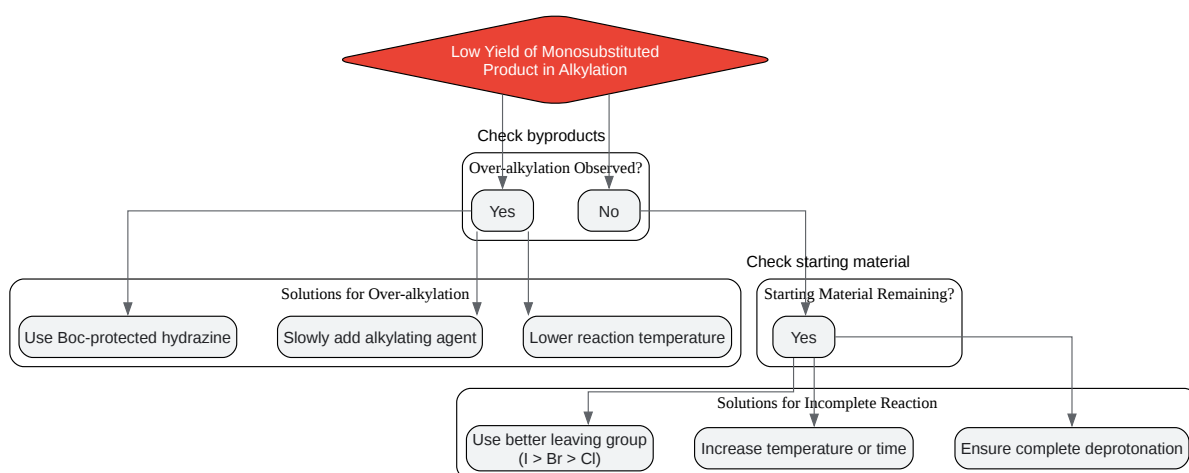 Low Yield of Monosubstituted
Product in Alkylation
Check byproducts
Over-alkylation Observed?
Yes
No
Check starting material
Solutions for Over-alkylation
Starting Material Remaining?
Use Boc-protected hydrazine
Slowly add alkylating agent
Lower reaction temperature
Yes
Solutions for Incomplete Reaction
Use better leaving group
(I > Br > Cl)
Increase temperature or time
Ensure complete deprotonation